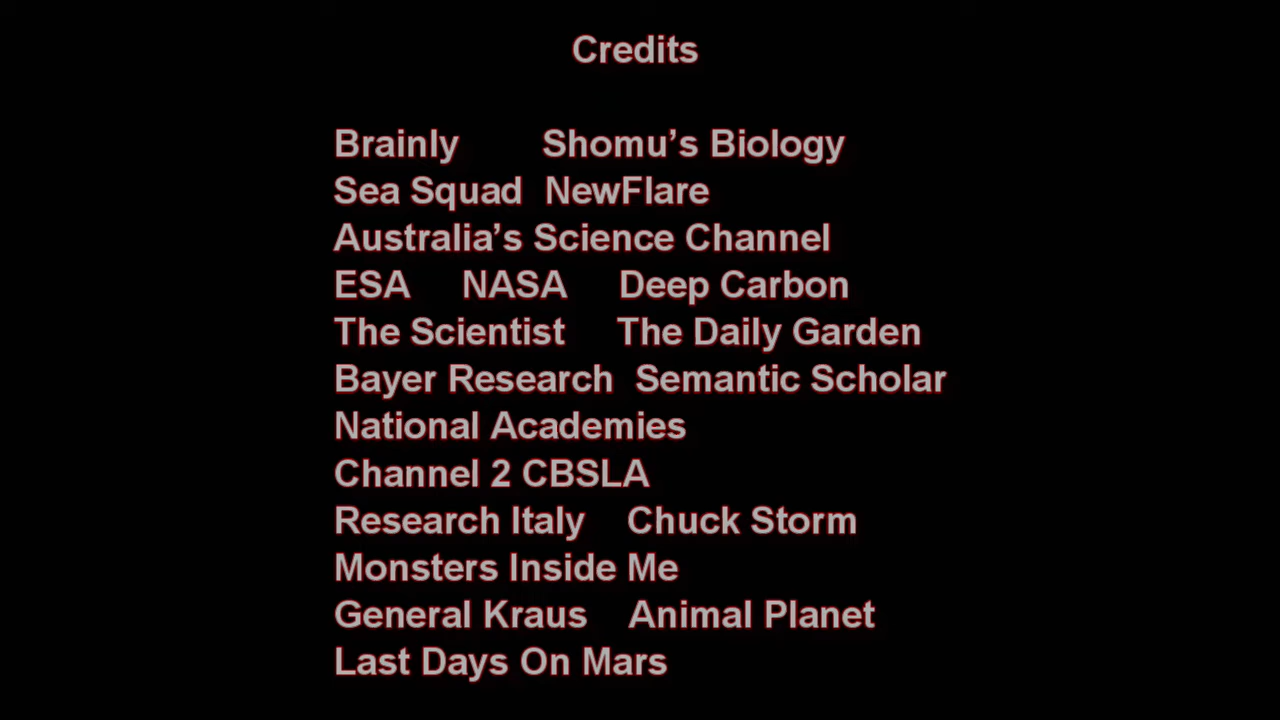 Credits
Brainly Shomu’s Biology
Sea Squad NewFlare
Australia’s Science Channel
ESA NASA Deep Carbon
The Scientist The Daily Garden
Bayer Research Semantic Scholar
National Academies
Channel 2 CBSLA
Research Italy Chuck Storm
Monsters Inside Me
General Kraus Animal Planet
Last Days On Mars